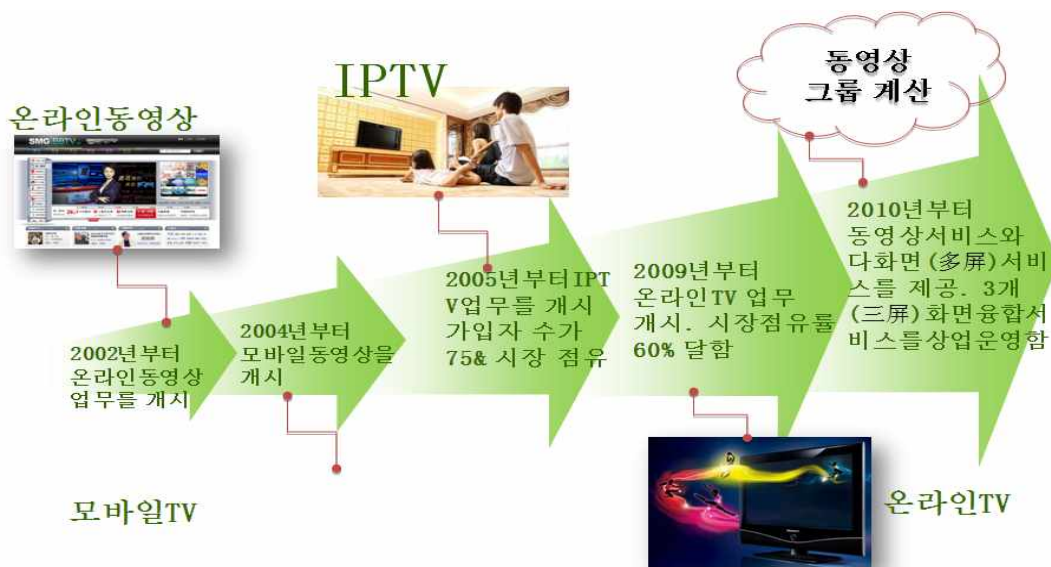 동영상
그룹 계산
IPTV
온라인동영상
SMG BBTV
2002년부터
온라인동영상
업무를 개시
2004년부터
모바일동영상을
개시
2005년부터IPT
V업무를 개시
가입자 수가
75& 시장 점유
2009년부터
온라인TV 업무
개시. 시장점유률
60% 달함
2010년부터
동영상서비스와
다화면(多屏)서비
스를 제공. 3개
(三屏)화면융합서
비스를상업운영함
모바일TV
온라인TV